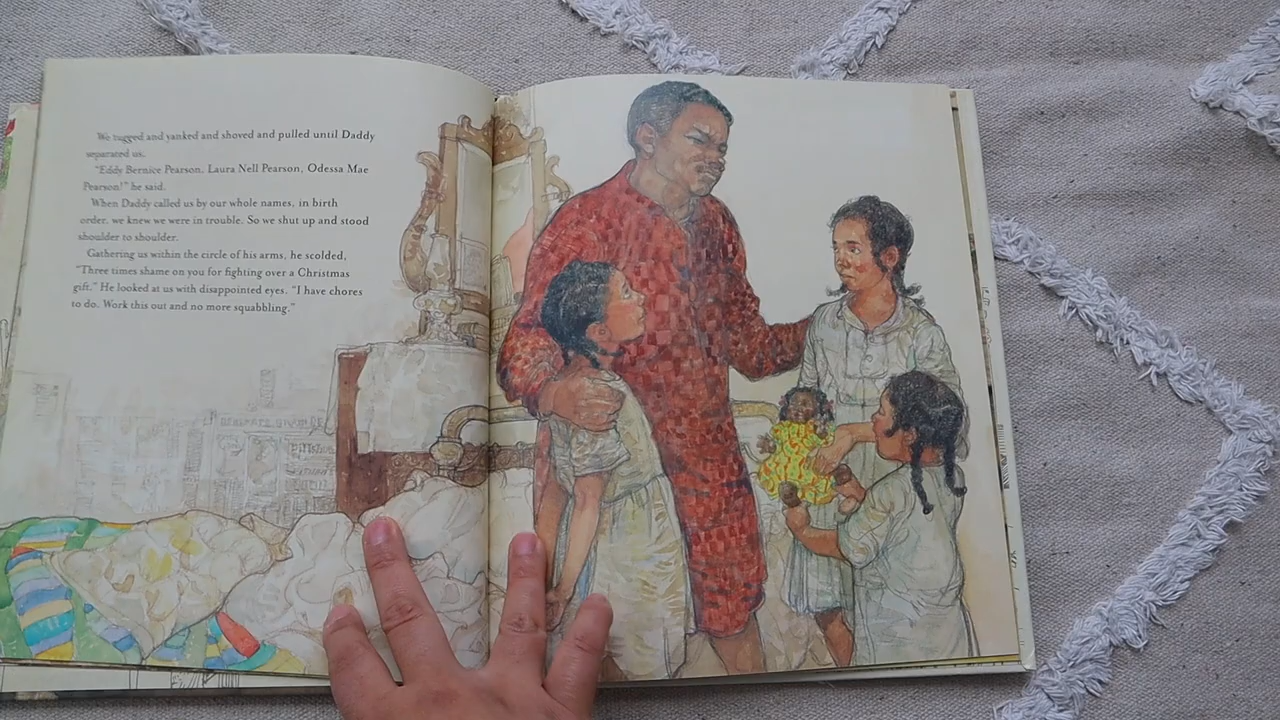 We tugged and yanked and shoved and pulled until Daddy
separated us.
"Eddy Bernice Pearson, Laura Nell Pearson, Odessa Mae
Pearson!" he said.
When Daddy called us by our whole names, in birth
order, we knew we were in trouble. So we shut up and stood
shoulder to shoulder.
Gathering us within the circle of his arms, he scolded,
"Three times shame on you for fighting over a Christmas
gift." He looked at us with disappointed eyes. "I have chores
to do. Work this out and no more squabbling."